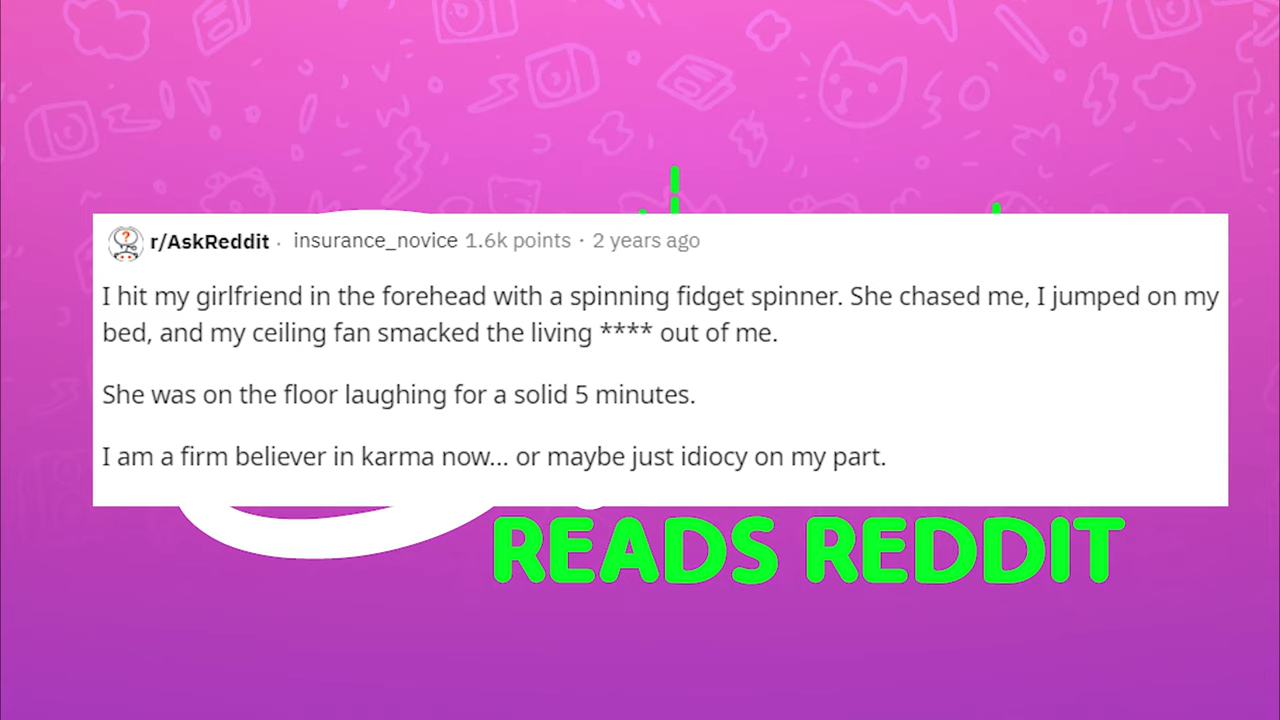 r/AskReddit · insurance_novice 1.6k points · 2 years ago
I hit my girlfriend in the forehead with a spinning fidget spinner. She chased me, I jumped on my
bed, and my ceiling fan smacked the living **** out of me.
She was on the floor laughing for a solid 5 minutes.
I am a firm believer in karma now... or maybe just idiocy on my part.
READS REDDIT